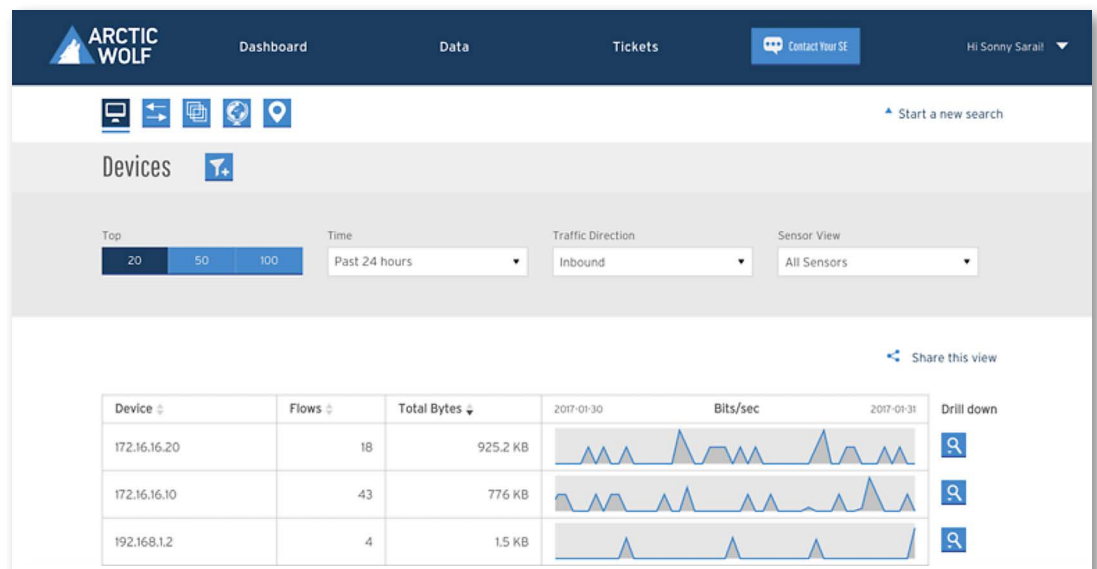 ARCTIC
WOLF
Dashboard Data Tickets Contact Your SE Hi Sonny Sarai!
Start a new search
Devices
Top Time Traffic Direction Sensor View
20 50 100 Past 24 hours Inbound All Sensors
Share this view
Device Flows Total Bytes 2017-01-30 Bits/sec 2017-01-31 Drill down
172.16.16.20 18 925.2 KB
172.16.16.10 43 776 KB
192.168.1.2 4 1.5 KB